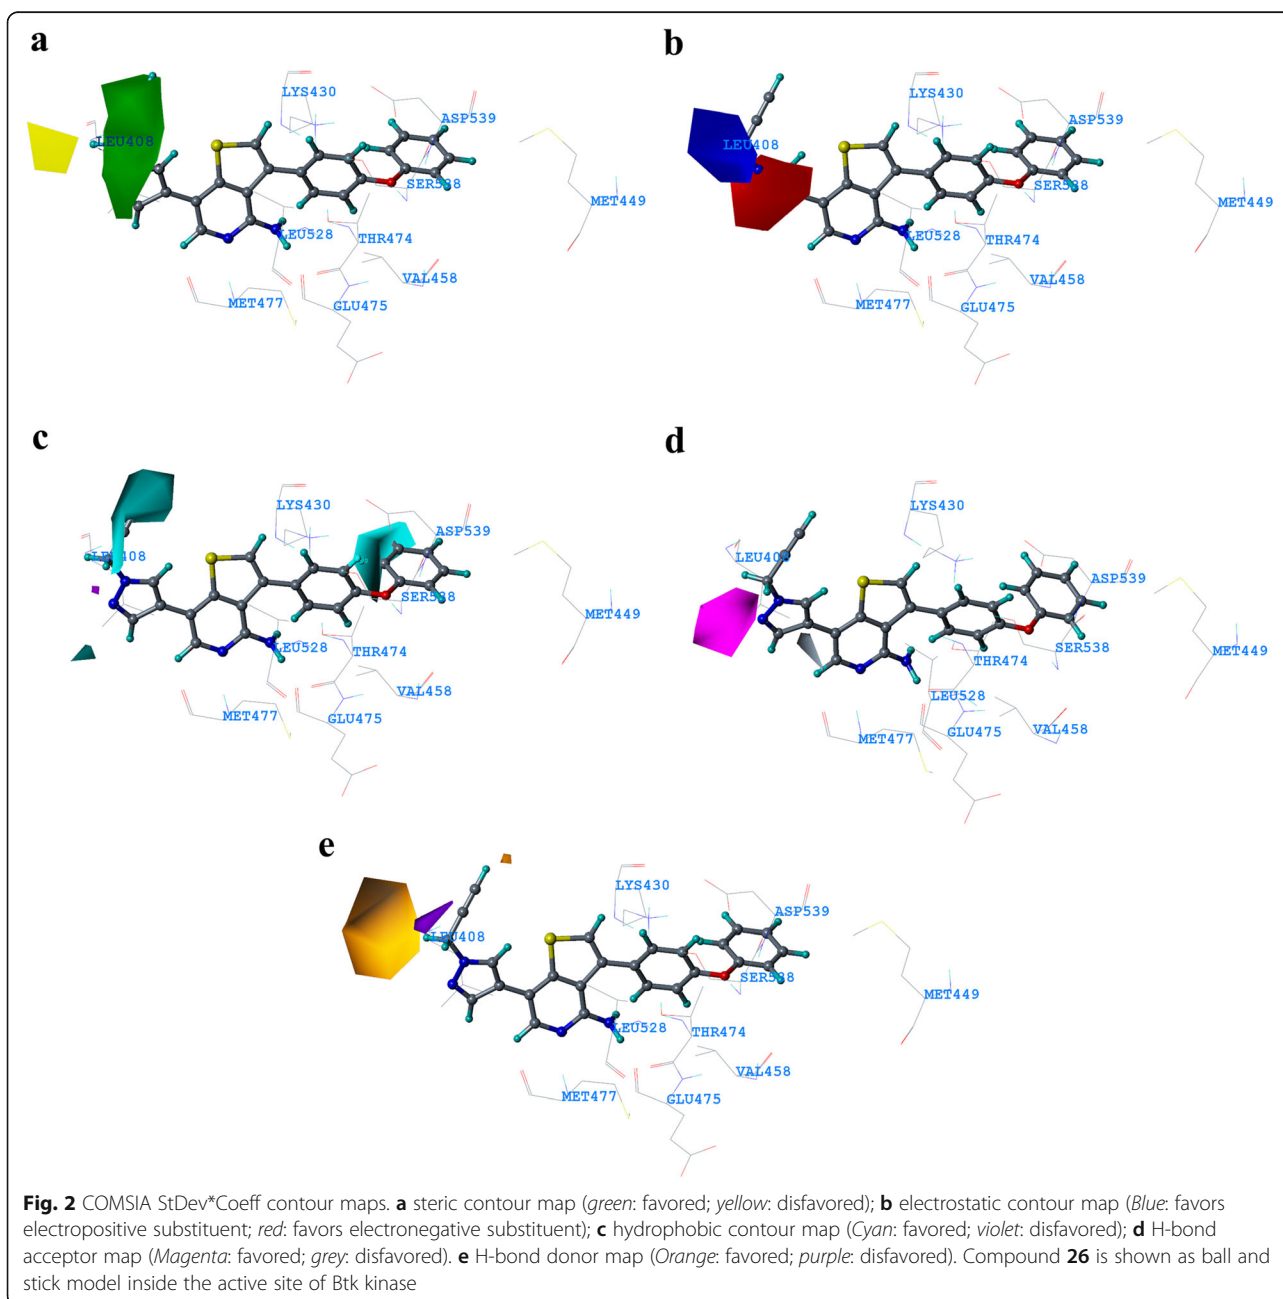 a
LYS430
ASP539
LEU408
SER538
MET449
LEU528
THR474
VAL458
MET477
GLU475
b
LYS430
ASP539
LEU408
SER538
MET449
LEU528
THR474
VAL458
MET477
GLU475
c
LYS430
ASP539
LEU408
SER538
MET449
LEU528
THR474
VAL458
MET477
GLU475
d
LYS430
LEU408
ASP539
SER538
MET449
THR474
LEU528
VAL458
MET477
GLU475
e
LYS430
ASP539
LEU408
SER538
MET449
LEU528
THR474
VAL458
MET477
GLU475
Fig. 2 COMSIA StDev*Coeff contour maps. a steric contour map (green: favored; yellow: disfavored); b electrostatic contour map (Blue: favors
electropositive substituent; red: favors electronegative substituent); c hydrophobic contour map (Cyan: favored; violet: disfavored); d H-bond
acceptor map (Magenta: favored; grey: disfavored). e H-bond donor map (Orange: favored; purple: disfavored). Compound 26 is shown as ball and
stick model inside the active site of Btk kinase